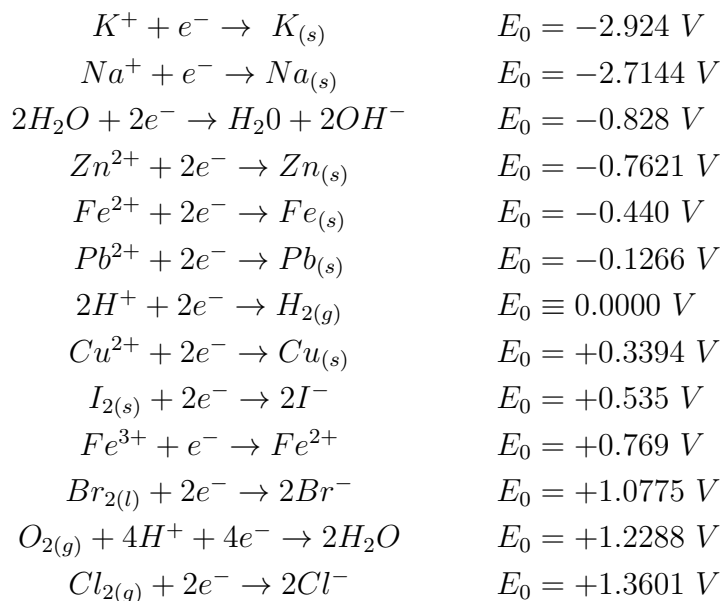 K⁺ + e⁻ → K₍ₛ₎ E₀ = −2.924 V
Na⁺ + e⁻ → Na₍ₛ₎ E₀ = −2.7144 V
2H₂O + 2e⁻ → H₂0 + 2OH⁻ E₀ = −0.828 V
Zn²⁺ + 2e⁻ → Zn₍ₛ₎ E₀ = −0.7621 V
Fe²⁺ + 2e⁻ → Fe₍ₛ₎ E₀ = −0.440 V
Pb²⁺ + 2e⁻ → Pb₍ₛ₎ E₀ = −0.1266 V
2H⁺ + 2e⁻ → H₂(g) E₀ ≡ 0.0000 V
Cu²⁺ + 2e⁻ → Cu₍ₛ₎ E₀ = +0.3394 V
I₂₍ₛ₎ + 2e⁻ → 2I⁻ E₀ = +0.535 V
Fe³⁺ + e⁻ → Fe²⁺ E₀ = +0.769 V
Br₂₍ₗ₎ + 2e⁻ → 2Br⁻ E₀ = +1.0775 V
O₂(g) + 4H⁺ + 4e⁻ → 2H₂O E₀ = +1.2288 V
Cl₂(g) + 2e⁻ → 2Cl⁻ E₀ = +1.3601 V